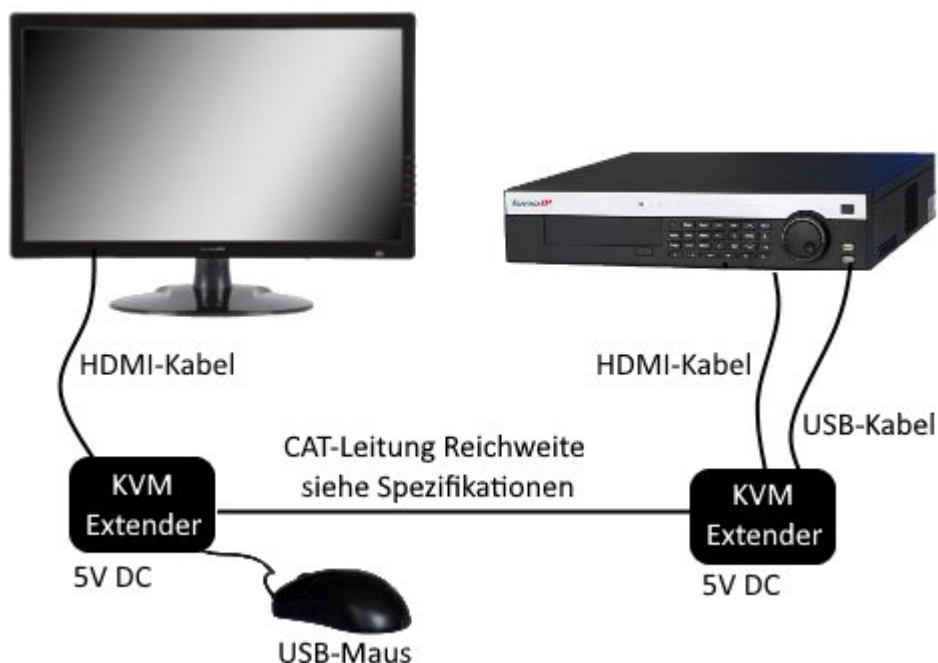 HDMI-Kabel
HDMI-Kabel
USB-Kabel
CAT-Leitung Reichweite
siehe Spezifikationen
KVM
Extender
KVM
Extender
5V DC
5V DC
USB-Maus